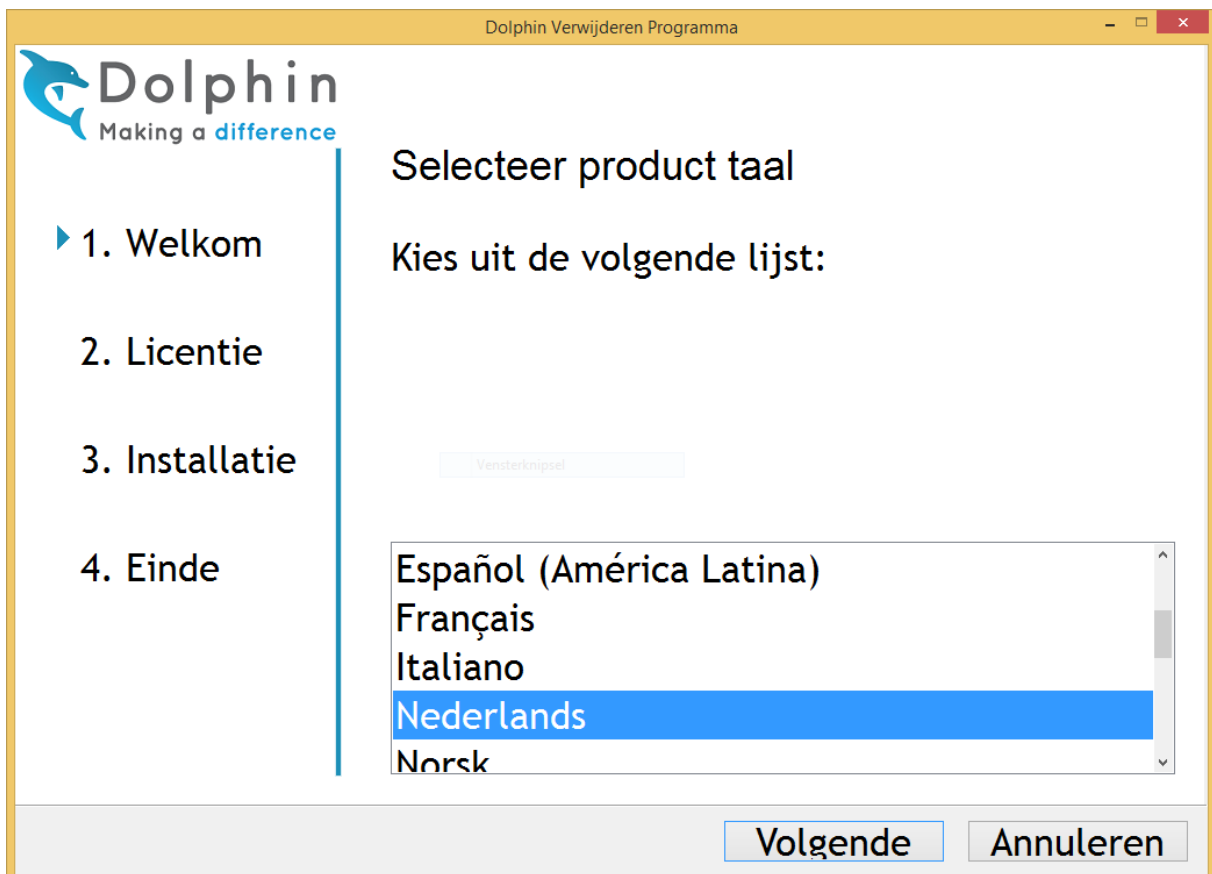 Dolphin Verwijderen Programma
Dolphin
Making a difference
Selecteer product taal
1. Welkom
Kies uit de volgende lijst:
2. Licentie
3. Installatie
Vensterknipsel
4. Einde
Español (América Latina)
Français
Italiano
Nederlands
Norsk
Volgende
Annuleren